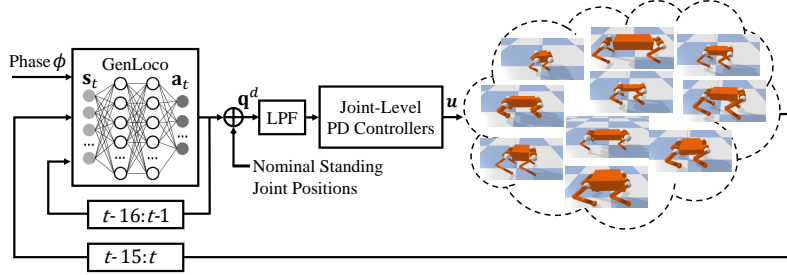 GenLoco
Phase ϕ
s_t
a_t
q^d
LPF
Joint-Level
PD Controllers
u
Nominal Standing
Joint Positions
...
...
...
...
t- 16:t-1
t- 15:t